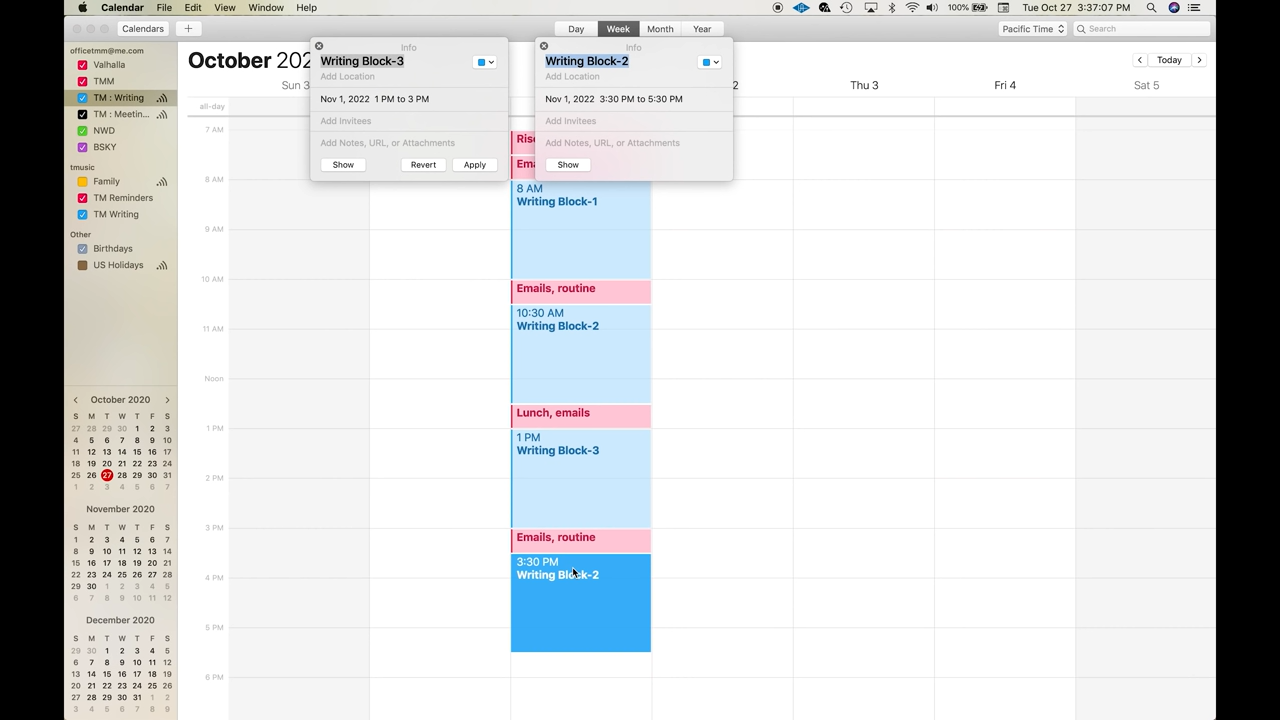 Calendar File Edit View Window Help 100% Tue Oct 27 3:37:07 PM
Calendars + Day Week Month Year Pacific Time Search
officetmm@me.com
Valhalla
TMM
TM : Writing
TM : Meetin...
NWD
BSKY
tmusic
Family
TM Reminders
TM Writing
Other
Birthdays
US Holidays
October 2020
S M T W T F S
27 28 29 30 1 2 3
4 5 6 7 8 9 10
11 12 13 14 15 16 17
18 19 20 21 22 23 24
25 26 27 28 29 30 31
1 2 3 4 5 6 7
November 2020
S M T W T F S
1 2 3 4 5 6 7
8 9 10 11 12 13 14
15 16 17 18 19 20 21
22 23 24 25 26 27 28
29 30 1 2 3 4 5
6 7 8 9 10 11 12
December 2020
S M T W T F S
29 30 1 2 3 4 5
6 7 8 9 10 11 12
13 14 15 16 17 18 19
20 21 22 23 24 25 26
27 28 29 30 31 1 2
3 4 5 6 7 8 9
October 202
Today
Sun 3 2 Thu 3 Fri 4 Sat 5
all-day
Info
Writing Block-3
Add Location
Nov 1, 2022 1 PM to 3 PM
Add Invitees
Add Notes, URL, or Attachments
Show Revert Apply
Info
Writing Block-2
Add Location
Nov 1, 2022 3:30 PM to 5:30 PM
Add Invitees
Add Notes, URL, or Attachments
Show
7 AM
Rise
Ema
8 AM
8 AM
Writing Block-1
9 AM
10 AM
Emails, routine
10:30 AM
Writing Block-2
11 AM
Noon
Lunch, emails
1 PM
1 PM
Writing Block-3
2 PM
3 PM
Emails, routine
3:30 PM
Writing Block-2
4 PM
5 PM
6 PM